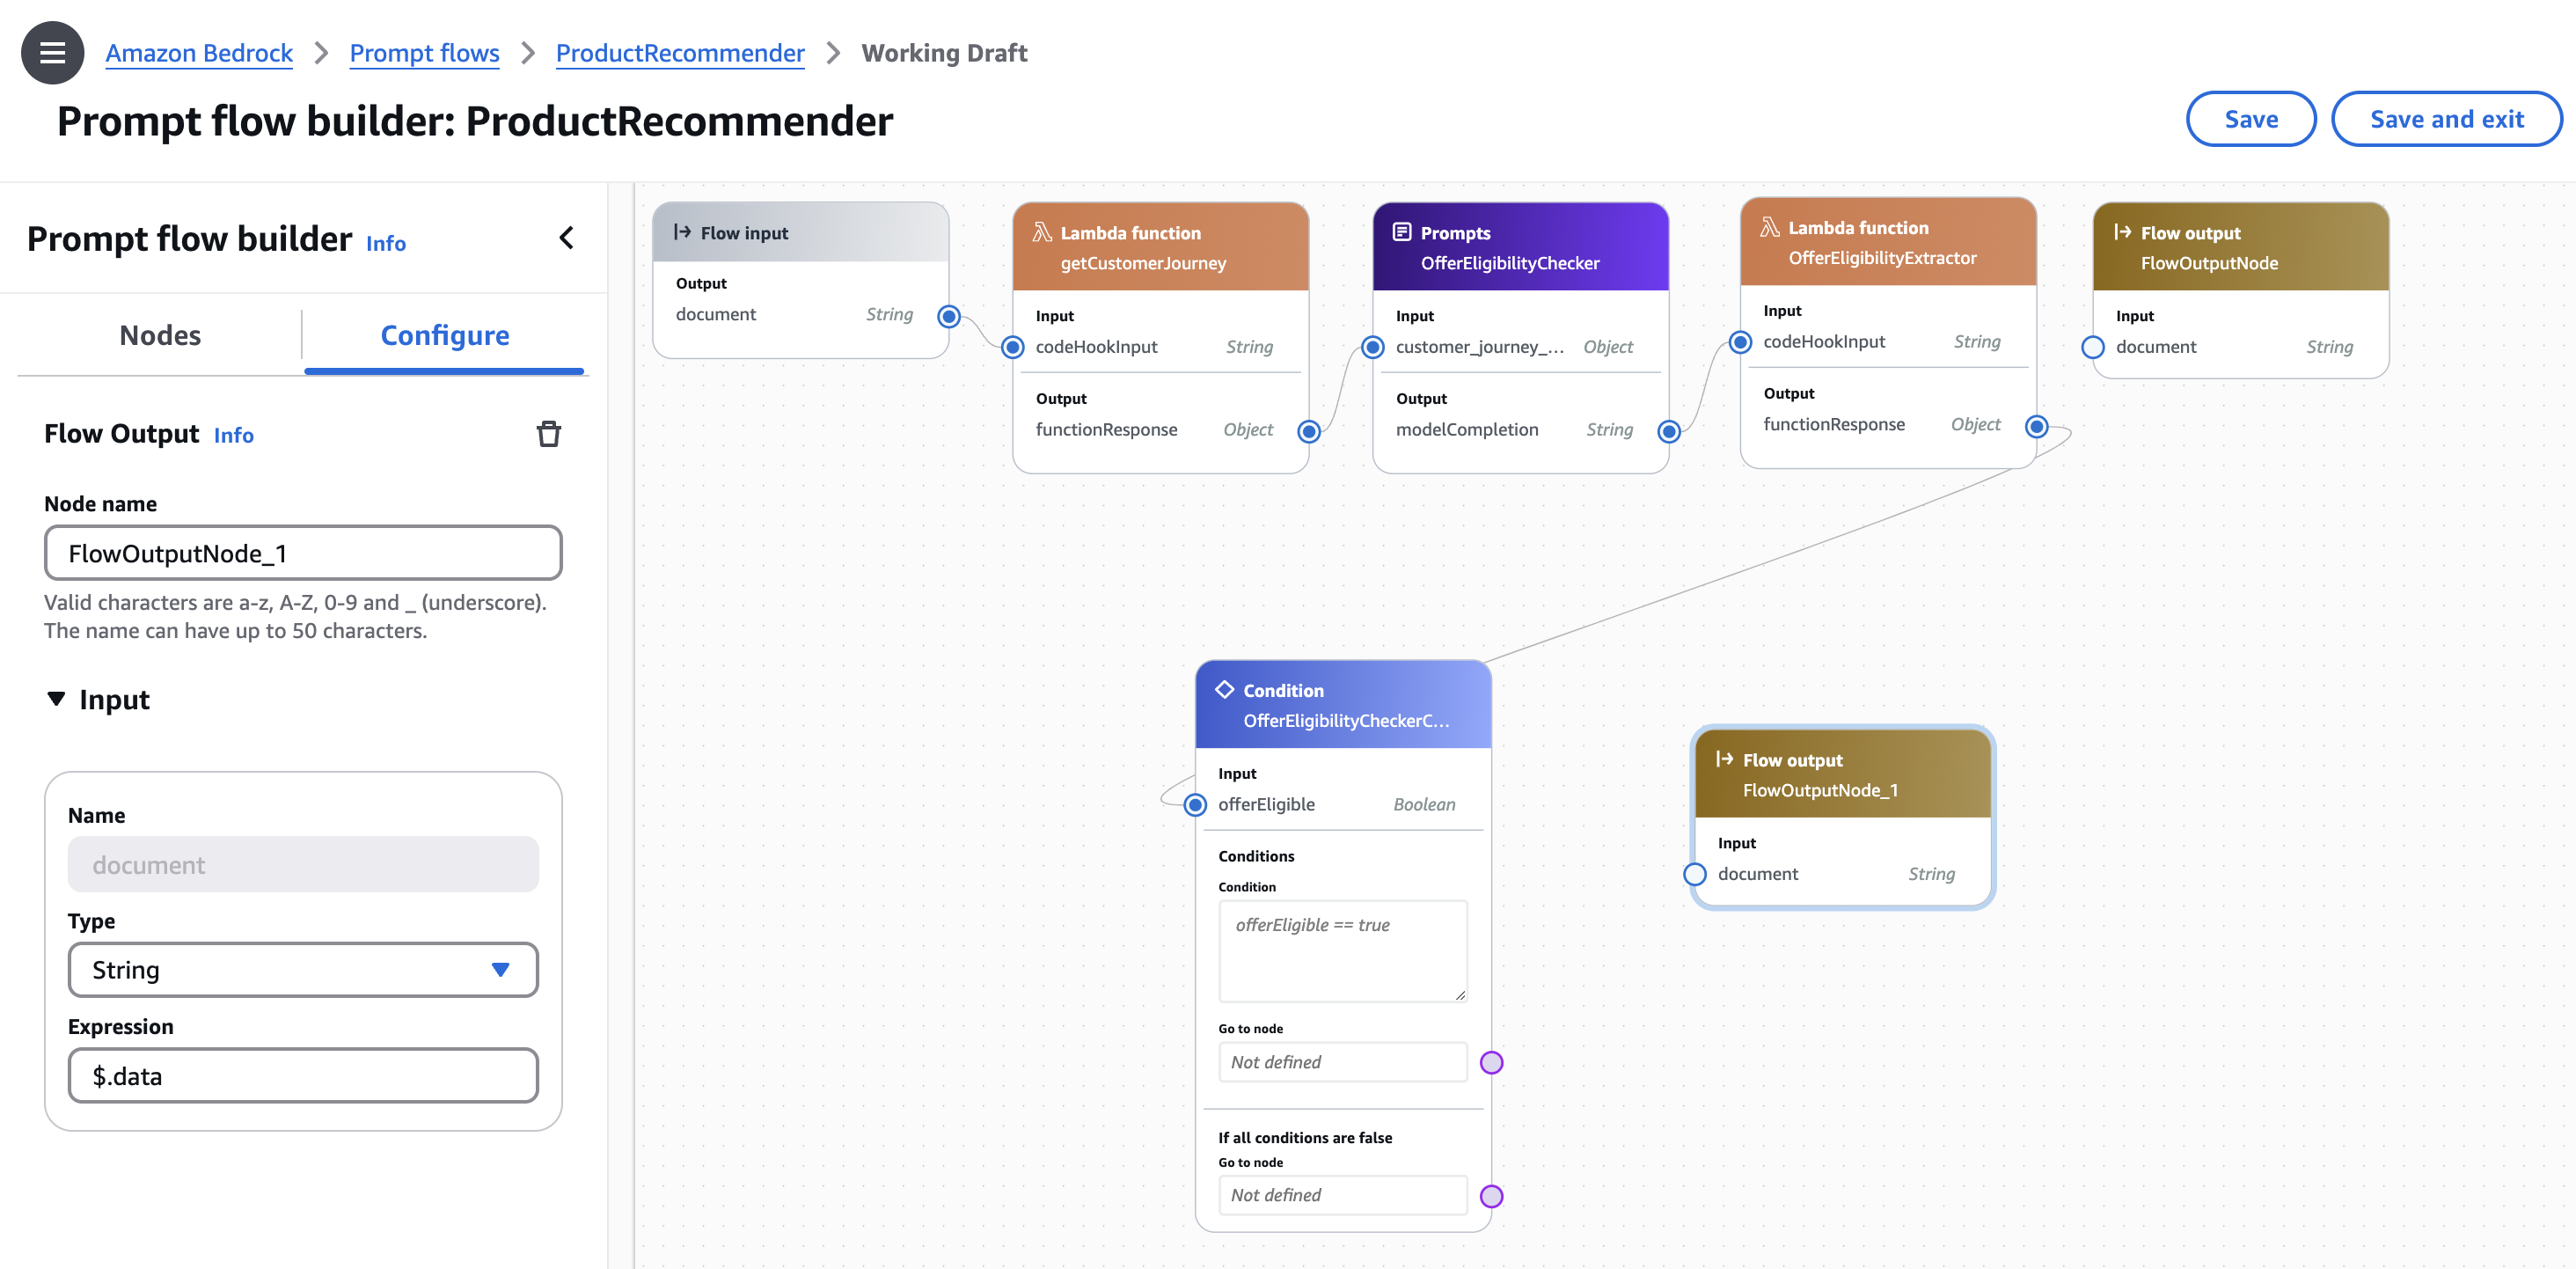 Amazon Bedrock > Prompt flows > ProductRecommender > Working Draft
Prompt flow builder: ProductRecommender
Save
Save and exit
Prompt flow builder Info
Nodes
Configure
Flow Output Info
Node name
FlowOutputNode_1
Valid characters are a-z, A-Z, 0-9 and _ (underscore).
The name can have up to 50 characters.
Input
Name
document
Type
String
Expression
$.data
Flow input
Output
document String
Lambda function
getCustomerJourney
Input
codeHookInput String
Output
functionResponse Object
Prompts
OfferEligibilityChecker
Input
customer_journey_... Object
Output
modelCompletion String
Lambda function
OfferEligibilityExtractor
Input
codeHookInput String
Output
functionResponse Object
Flow output
FlowOutputNode
Input
document String
Condition
OfferEligibilityCheckerC...
Input
offerEligible Boolean
Conditions
Condition
offerEligible == true
Go to node
Not defined
If all conditions are false
Go to node
Not defined
Flow output
FlowOutputNode_1
Input
document String